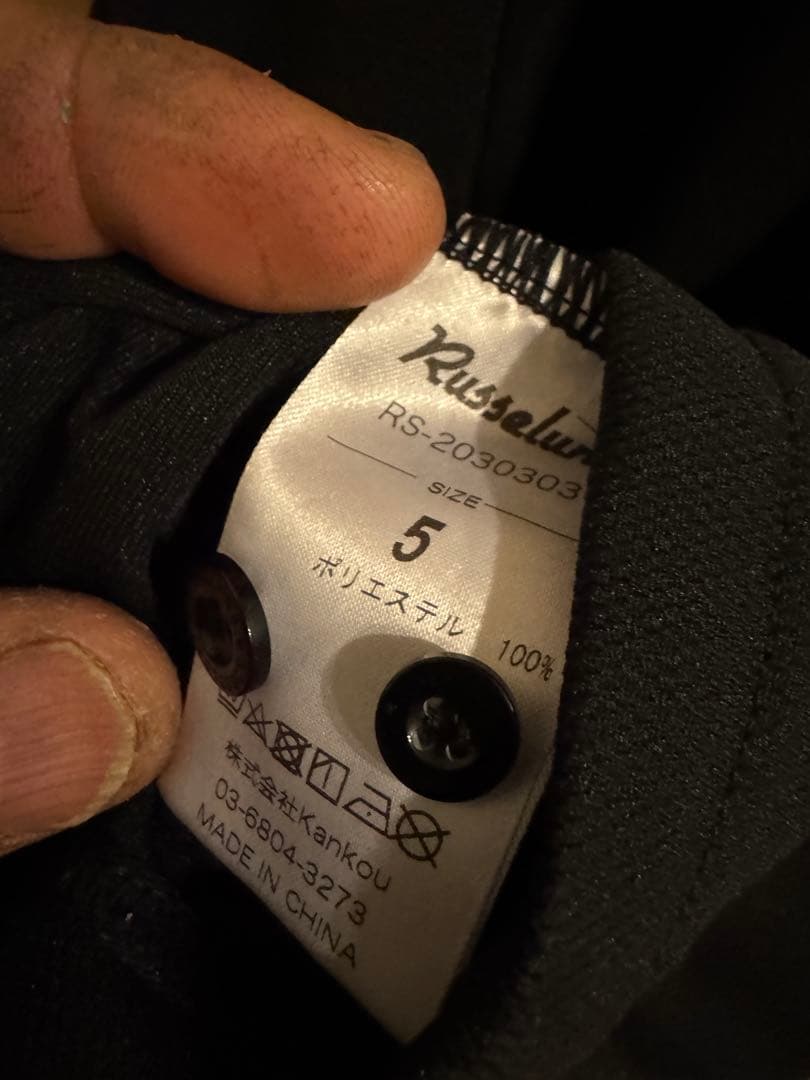 Russelun
RS-2030303
SIZE
5
ポリエステル 100%
株式会社Kankou
03-6804-3273
MADE IN CHINA